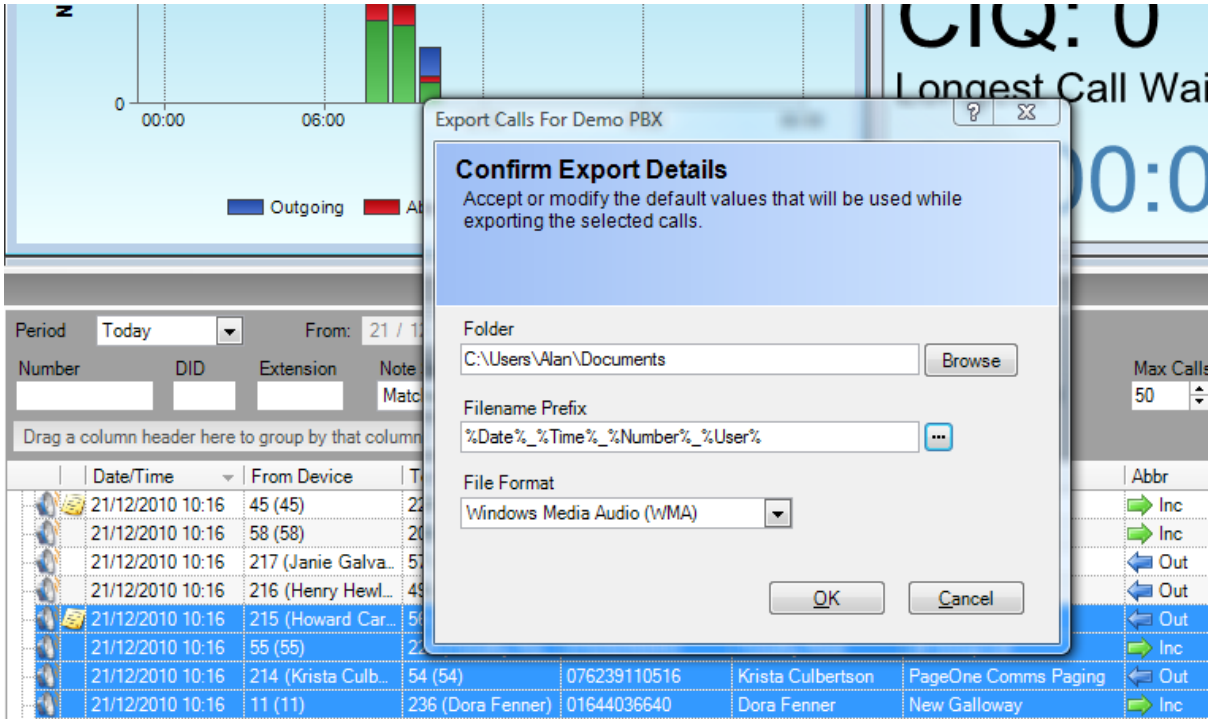 N
CIQ: 0
Longest Call Wai
00:0
0
00:00 06:00
Outgoing Ab
Export Calls For Demo PBX
Confirm Export Details
Accept or modify the default values that will be used while
exporting the selected calls.
Folder
C:\Users\Alan\Documents
Browse
Filename Prefix
%Date%_%Time%_%Number%_%User%
...
File Format
Windows Media Audio (WMA)
OK Cancel
Period Today From: 21 / 12
Number DID Extension Note Max Calls
Matc 50
Drag a column header here to group by that column
Date/Time From Device T Abbr
21/12/2010 10:16 45 (45) 22 Inc
21/12/2010 10:16 58 (58) 20 Inc
21/12/2010 10:16 217 (Janie Galva... 57 Out
21/12/2010 10:16 216 (Henry Hewl... 49 Out
21/12/2010 10:16 215 (Howard Car... 56 Out
21/12/2010 10:16 55 (55) 22 Inc
21/12/2010 10:16 214 (Krista Culb... 54 (54) 076239110516 Krista Culbertson PageOne Comms Paging Out
21/12/2010 10:16 11 (11) 236 (Dora Fenner) 01644036640 Dora Fenner New Galloway Inc